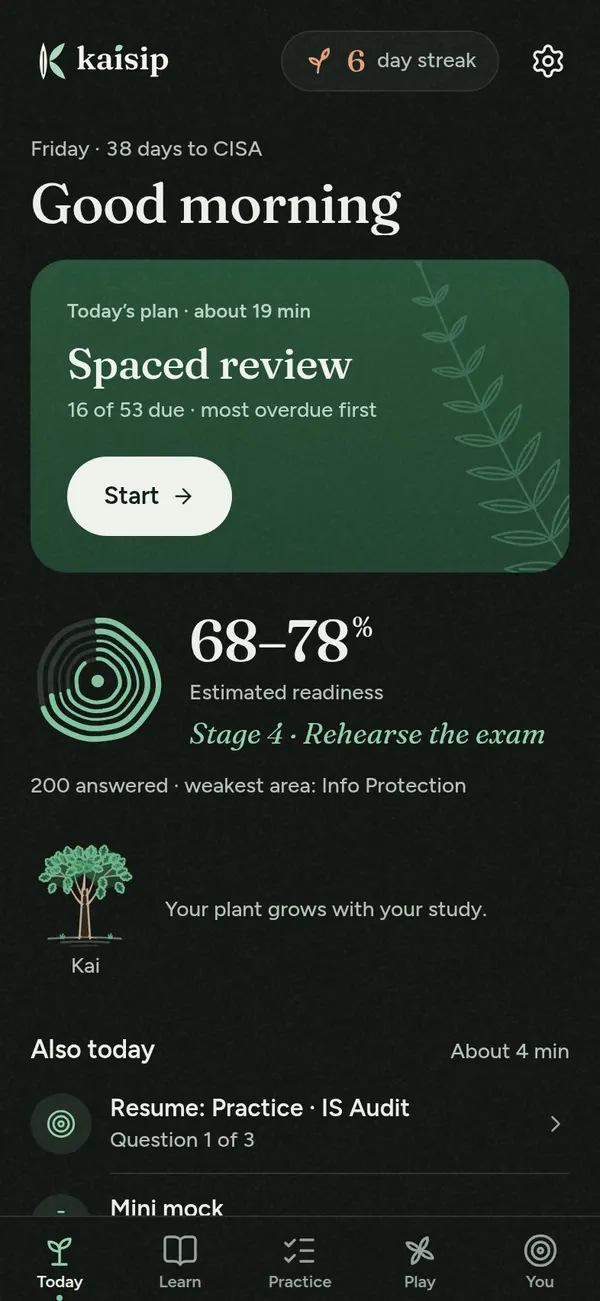 kaisip
6 day streak
Friday · 38 days to CISA
Good morning
Today’s plan · about 19 min
Spaced review
16 of 53 due · most overdue first
Start →
68–78%
Estimated readiness
Stage 4 · Rehearse the exam
200 answered · weakest area: Info Protection
Your plant grows with your study.
Kai
Also today
About 4 min
Resume: Practice · IS Audit
Question 1 of 3
Mini mock
Today
Learn
Practice
Play
You